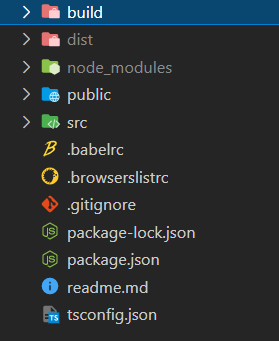 build
dist
node_modules
public
src
.babelrc
.browserslistrc
.gitignore
package-lock.json
package.json
readme.md
tsconfig.json